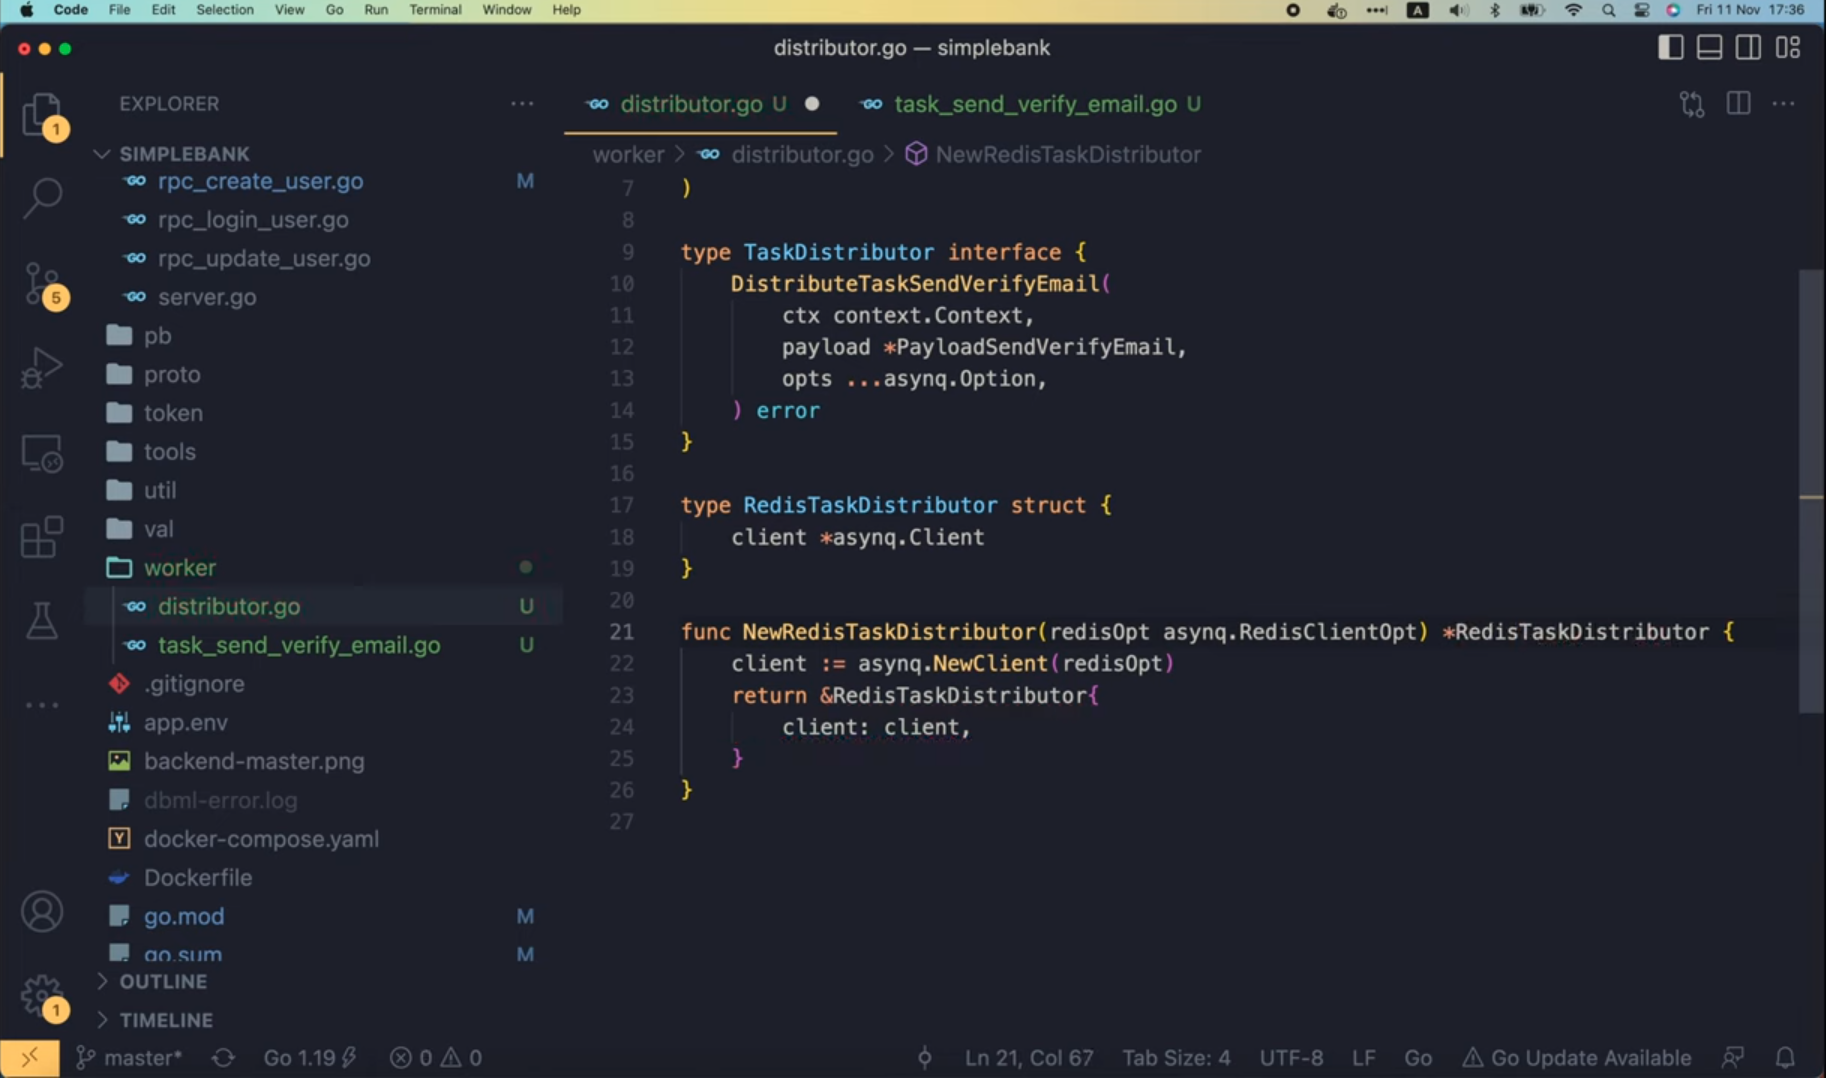 Code File Edit Selection View Go Run Terminal Window Help A Fri 11 Nov 17:36
distributor.go — simplebank
EXPLORER
SIMPLEBANK
rpc_create_user.go M
rpc_login_user.go
rpc_update_user.go
server.go
pb
proto
token
tools
util
val
worker
distributor.go U
task_send_verify_email.go U
.gitignore
app.env
backend-master.png
dbml-error.log
docker-compose.yaml
Dockerfile
go.mod M
go.sum M
OUTLINE
TIMELINE
1
5
1
GO distributor.go U GO task_send_verify_email.go U
worker > GO distributor.go > NewRedisTaskDistributor
7 )
8
9 type TaskDistributor interface {
10 DistributeTaskSendVerifyEmail(
11 ctx context.Context,
12 payload *PayloadSendVerifyEmail,
13 opts ...asynq.Option,
14 ) error
15 }
16
17 type RedisTaskDistributor struct {
18 client *asynq.Client
19 }
20
21 func NewRedisTaskDistributor(redisOpt asynq.RedisClientOpt) *RedisTaskDistributor {
22 client := asynq.NewClient(redisOpt)
23 return &RedisTaskDistributor{
24 client: client,
25 }
26 }
27
master* Go 1.19 0 0 Ln 21, Col 67 Tab Size: 4 UTF-8 LF Go Go Update Available